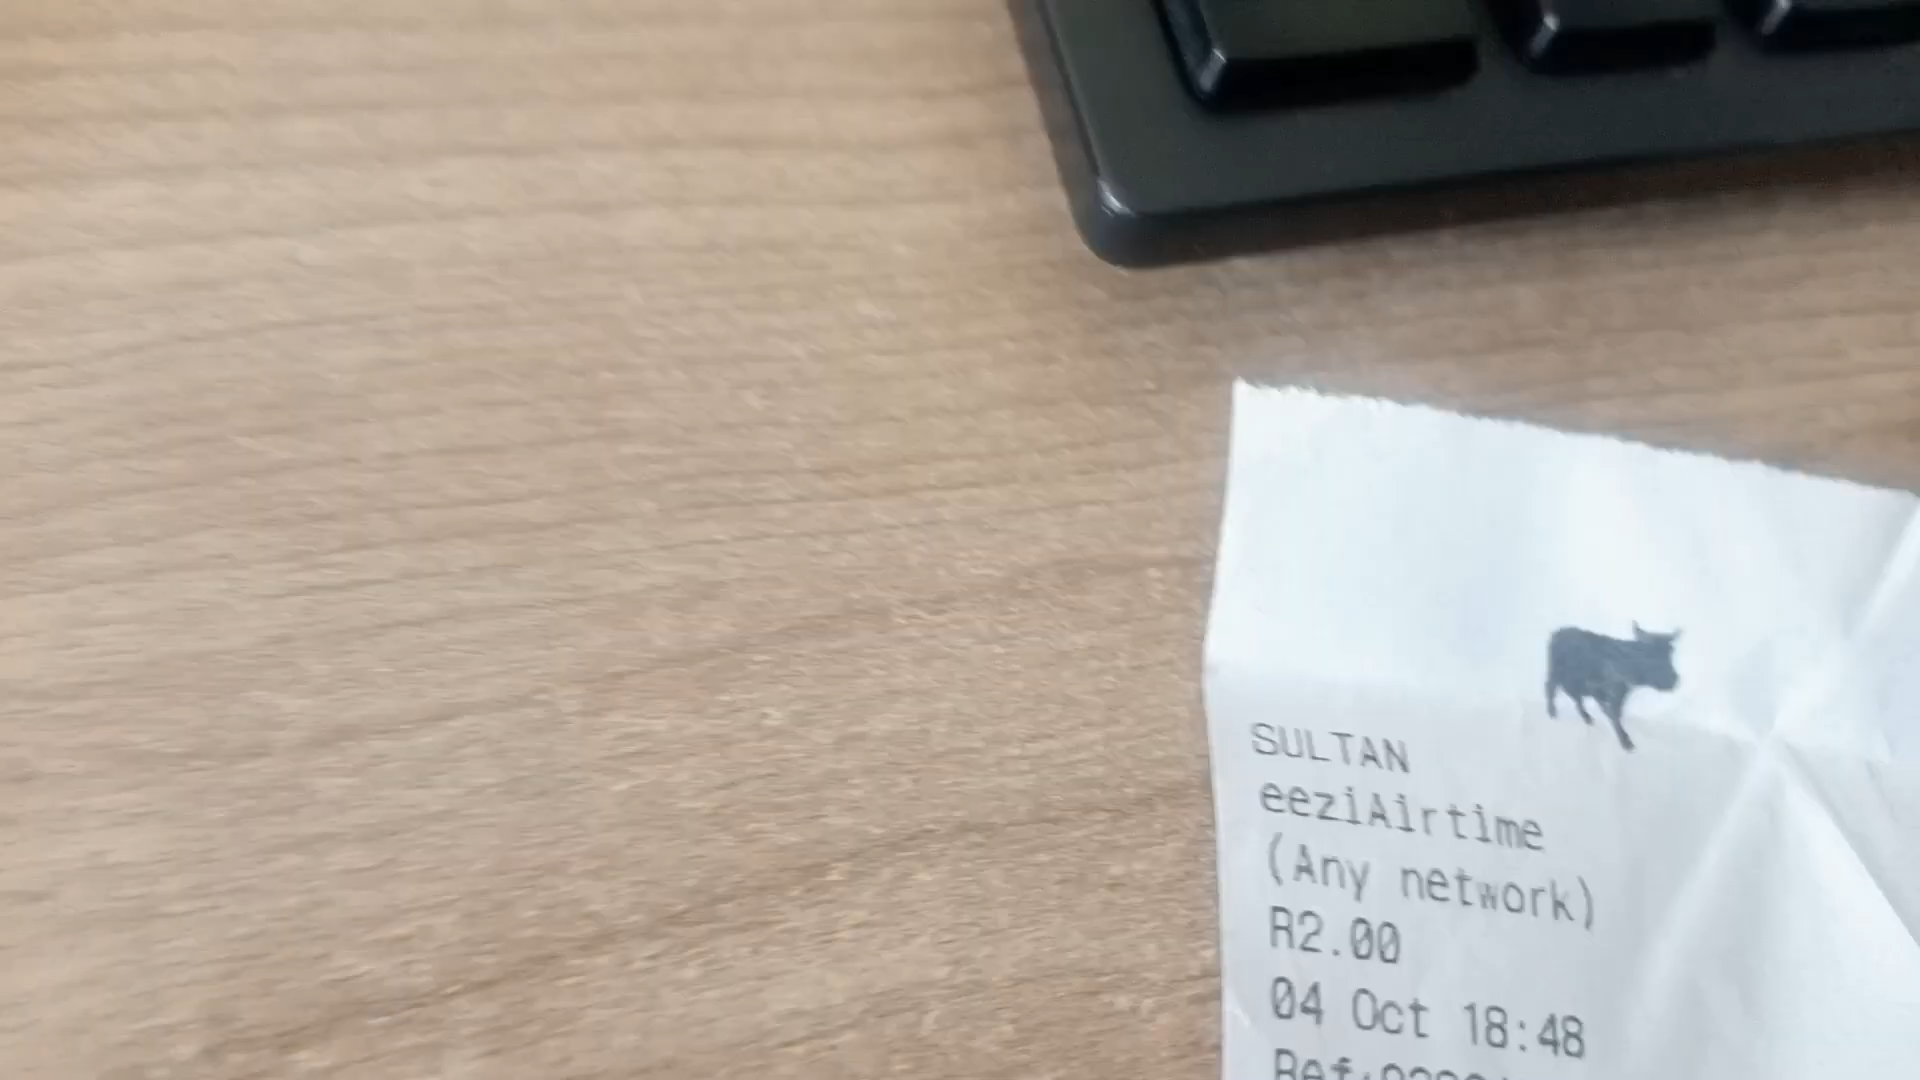 SULTAN
eeziAirtime
(Any network)
R2.00
04 Oct 18:48